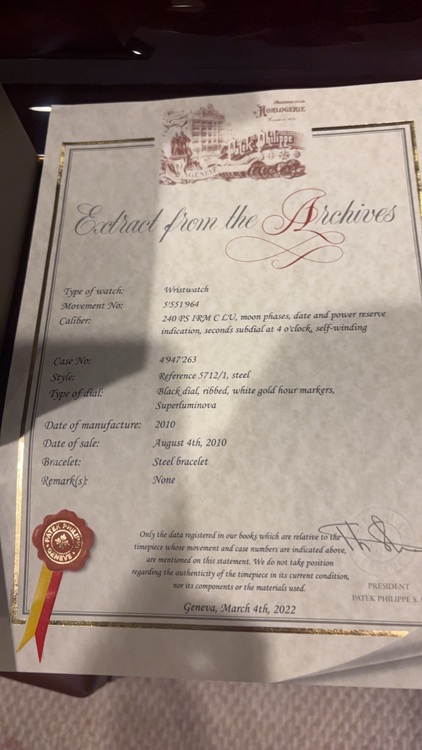 HORLOGERIE
Patek Philippe
GENÈVE
Extract from the Archives
Type of watch: Wristwatch
Movement No: 5'551'964
Caliber: 240 PS IRM C LU, moon phases, date and power reserve
indication, seconds subdial at 4 o'clock, self-winding
Case No: 4'947'263
Style: Reference 5712/1, steel
Type of dial: Black dial, ribbed, white gold hour markers,
Superluminova
Date of manufacture: 2010
Date of sale: August 4th, 2010
Bracelet: Steel bracelet
Remark(s): None
Only the data registered in our books which are relative to the
timepiece whose movement and case numbers are indicated above,
are mentioned on this statement. We do not take position
regarding the authenticity of the timepiece in its current condition,
nor its components or the materials used.
Geneva, March 4th, 2022
PRESIDENT
PATEK PHILIPPE S.
PATEK PHILIPPE
GENEVE